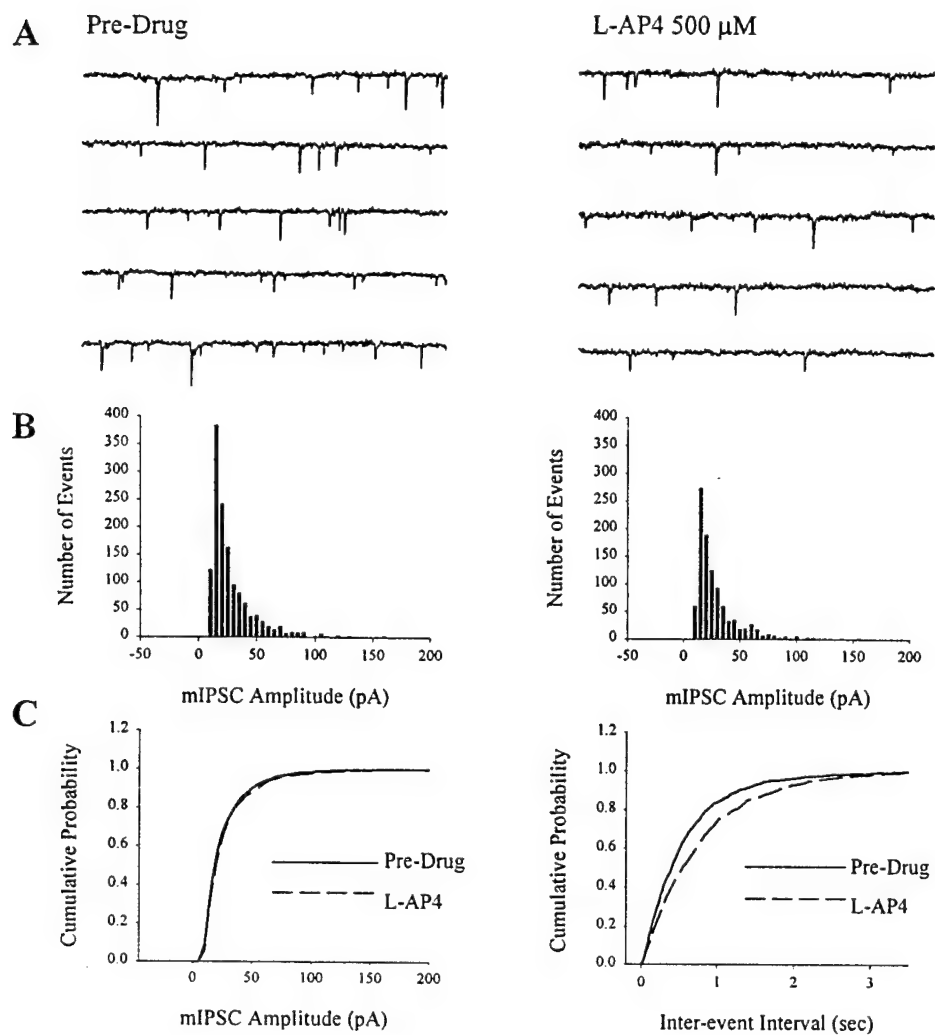 A
Pre-Drug
L-AP4 500 μM
B
400
350
300
250
200
150
100
50
0
Number of Events
-50 0 50 100 150 200
mIPSC Amplitude (pA)
400
350
300
250
200
150
100
50
0
Number of Events
-50 0 50 100 150 200
mIPSC Amplitude (pA)
C
1.2
1.0
0.8
0.6
0.4
0.2
0.0
Cumulative Probability
Pre-Drug
L-AP4
0 50 100 150 200
mIPSC Amplitude (pA)
1.2
1.0
0.8
0.6
0.4
0.2
0.0
Cumulative Probability
Pre-Drug
L-AP4
0 1 2 3
Inter-event Interval (sec)